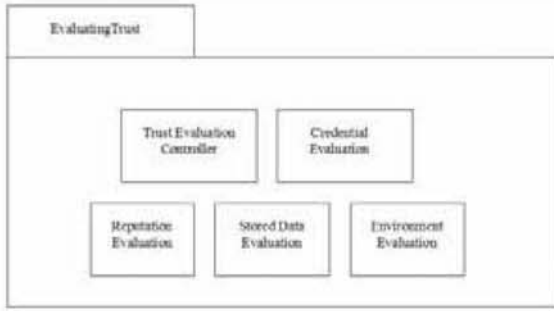 EvaluatingTrust
Trust Evaluation
Controller
Credential
Evaluation
Reputation
Evaluation
Stored Data
Evaluation
Environment
Evaluation